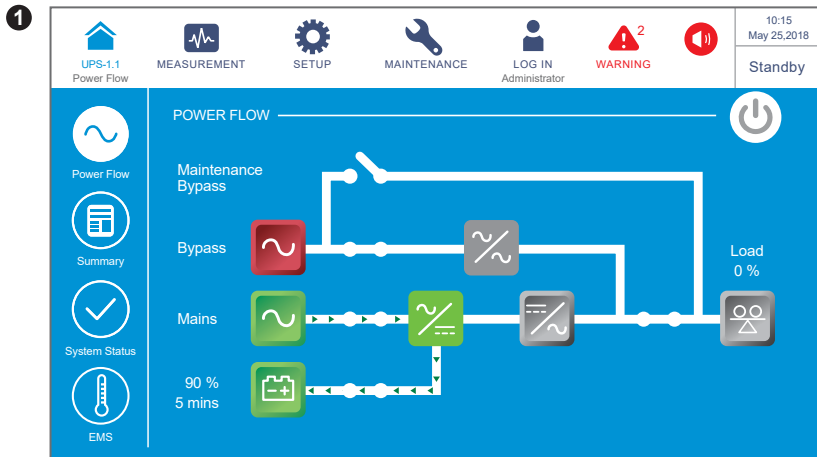 1
UPS-1.1
Power Flow
MEASUREMENT
SETUP
MAINTENANCE
LOG IN
Administrator
2
WARNING
10:15
May 25,2018
Standby
Power Flow
Summary
System Status
EMS
POWER FLOW
Maintenance
Bypass
Bypass
Load
0 %
Mains
90 %
5 mins